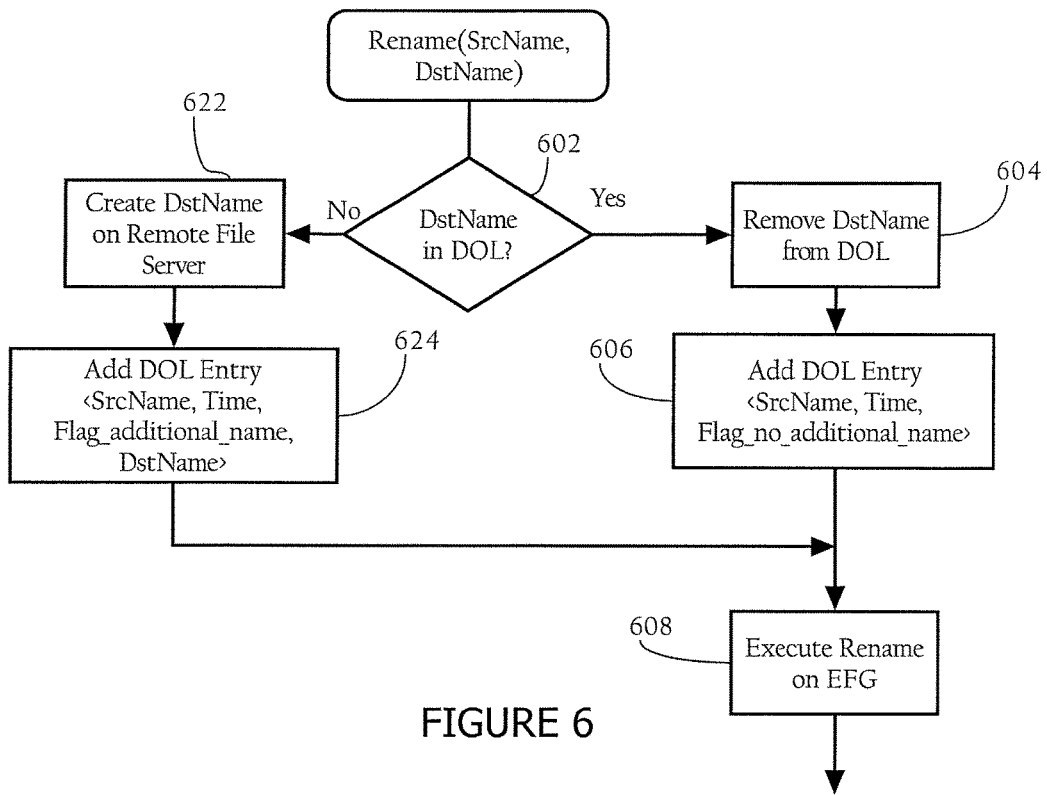 Rename(SrcName,
DstName)
622
602
604
Create DstName
on Remote File
Server
No
DstName
in DOL?
Yes
Remove DstName
from DOL
624
606
Add DOL Entry
<SrcName, Time,
Flag_additional_name,
DstName>
Add DOL Entry
<SrcName, Time,
Flag_no_additional_name>
608
Execute Rename
on EFG
FIGURE 6